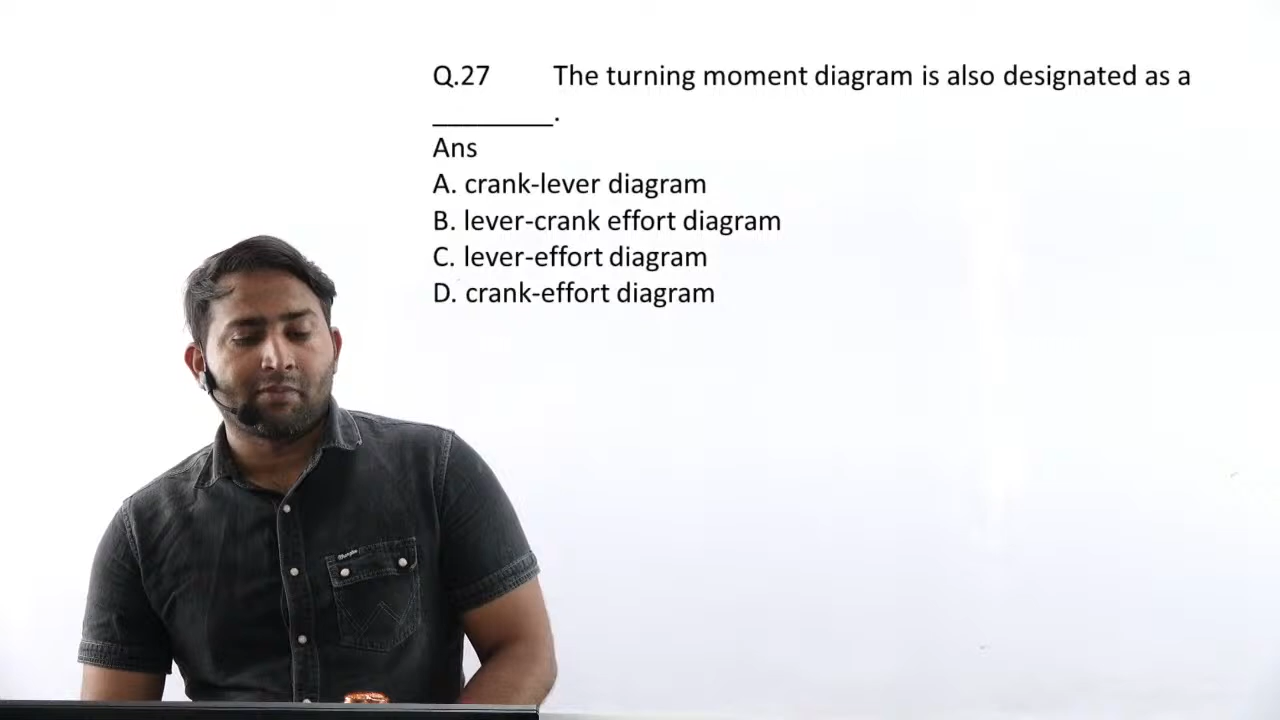 Q.27 The turning moment diagram is also designated as a
________.
Ans
A. crank-lever diagram
B. lever-crank effort diagram
C. lever-effort diagram
D. crank-effort diagram